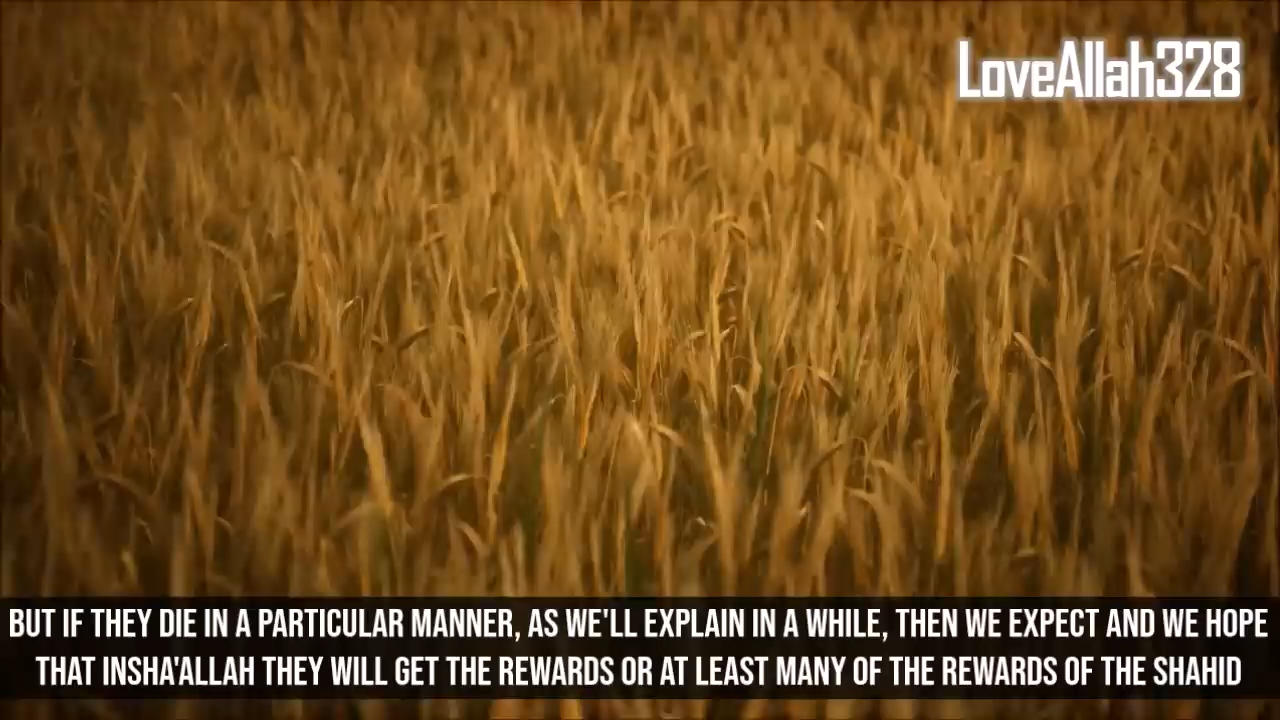 LoveAllah328
BUT IF THEY DIE IN A PARTICULAR MANNER, AS WE'LL EXPLAIN IN A WHILE, THEN WE EXPECT AND WE HOPE
THAT INSHA'ALLAH THEY WILL GET THE REWARDS OR AT LEAST MANY OF THE REWARDS OF THE SHAHID